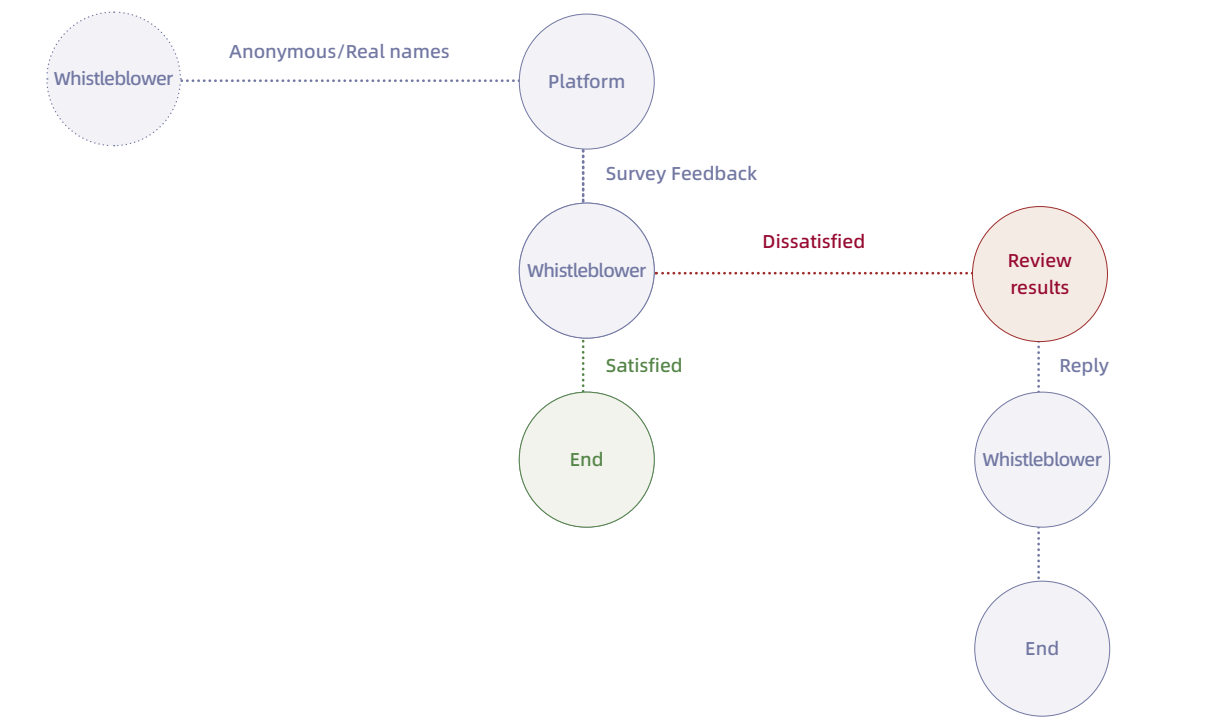 Whistleblower
Anonymous/Real names
Platform
Survey Feedback
Whistleblower
Dissatisfied
Review
results
Satisfied
Reply
End
Whistleblower
End